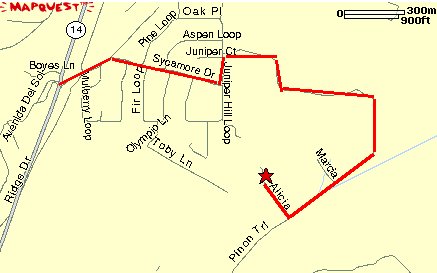 MAPQUEST
Oak Pl
0
300m
900ft
14
Pine Loop
Aspen Loop
Juniper Ct
Boyes Ln
Sycamore Dr
Avenida Del Sol
Mulberry Loop
Fir Loop
Juniper Hill Loop
Olympio Ln
Toby Ln
Marcia
Ridge Dr
Alicia
Pinon Trl